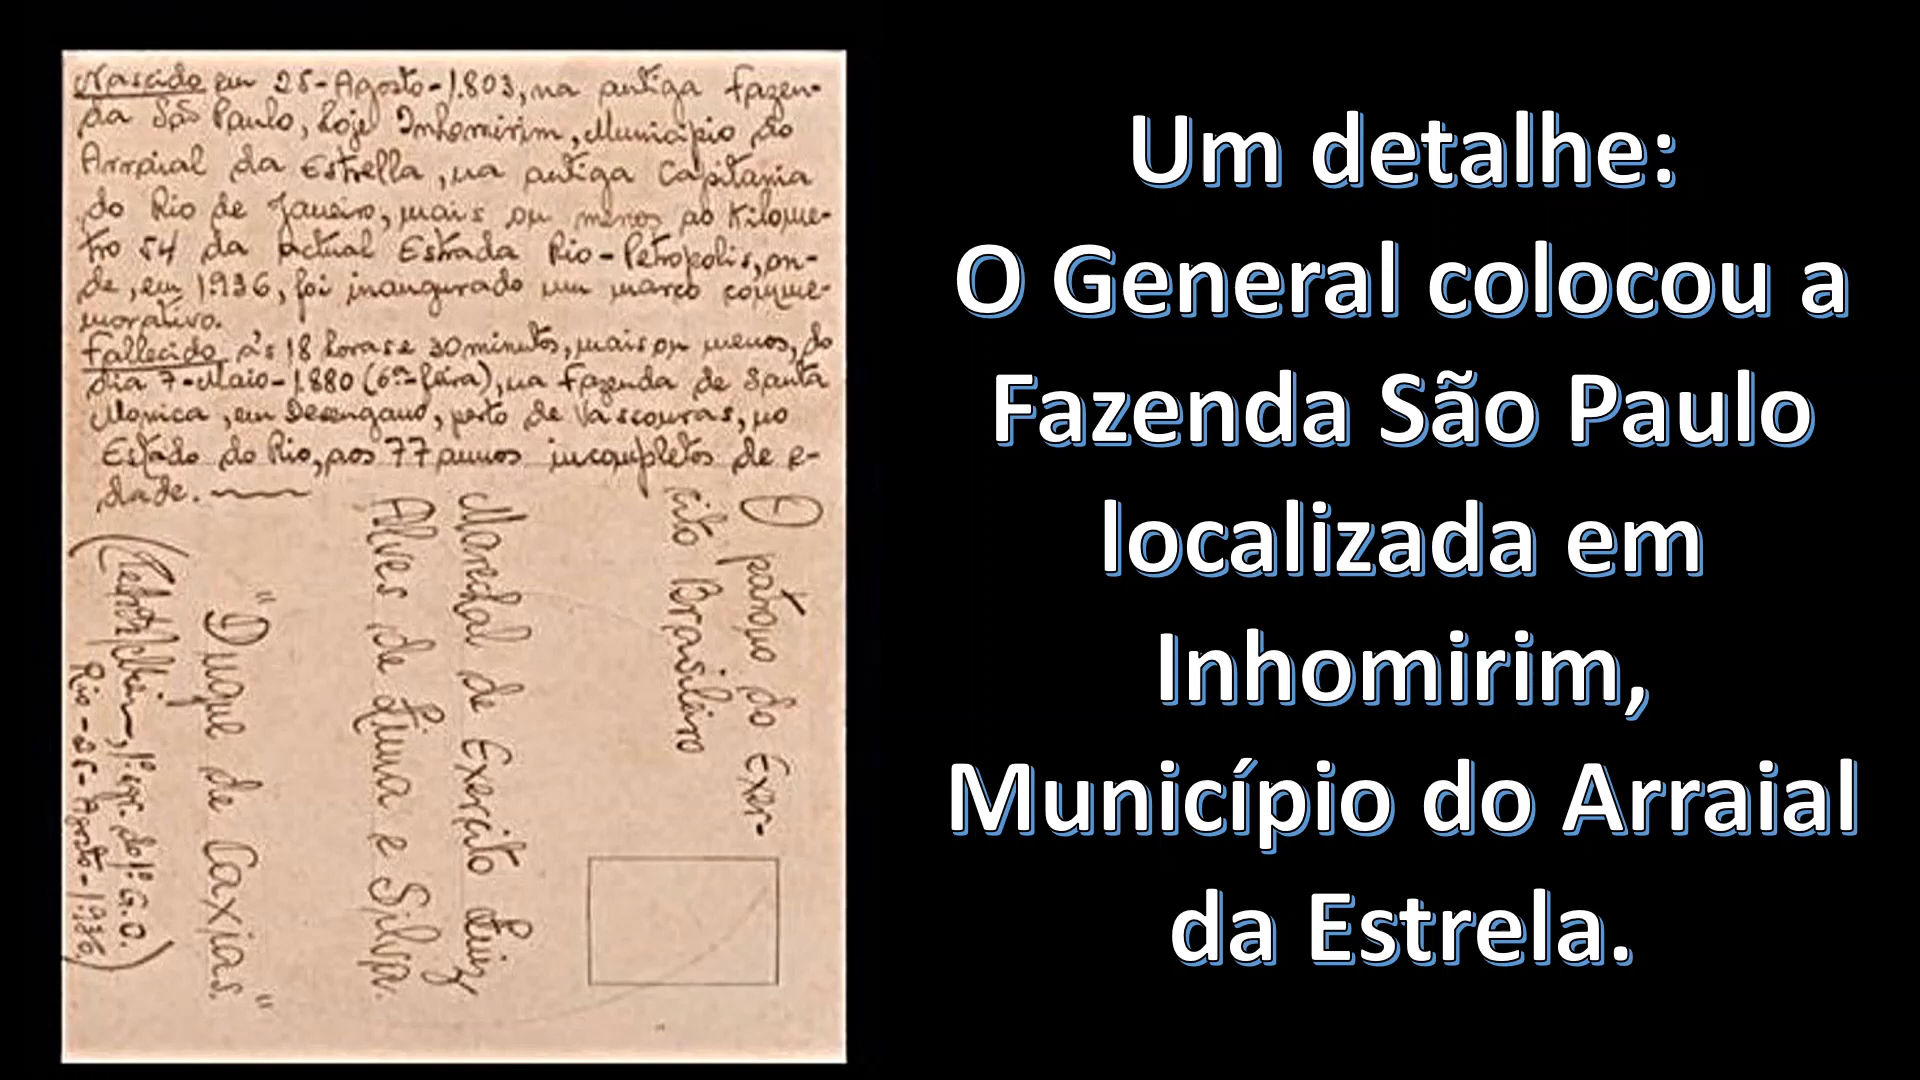 Nascido em 25-Agosto-1.803, na antiga fazen-
da São Paulo, hoje Inhomirim, Municipio do
Arraial da Estrella, na antiga Capitania
do Rio de Janeiro, mais ou menos ao Kilome-
tro 54 da actual Estrada Rio-Petropolis, on-
de, em 1936, foi inaugurado um marco comme-
morativo.
Fallecido ás 18 horas e 30 minutos, mais ou menos, do
dia 7-Maio-1.880 (6ª-feira), na fazenda de Santa
Monica, em Desengano, perto de Vassouras, no
Estado do Rio, aos 77 annos incompletos de e-
dade.
O patrono do Exer-
cito Brasileiro
Marechal de Exercito Luiz
Alves de Lima e Silva.
"Duque de Caxias."
Rio-25-Agosto-1936.)
Um detalhe:
O General colocou a
Fazenda São Paulo
localizada em
Inhomirim,
Município do Arraial
da Estrela.